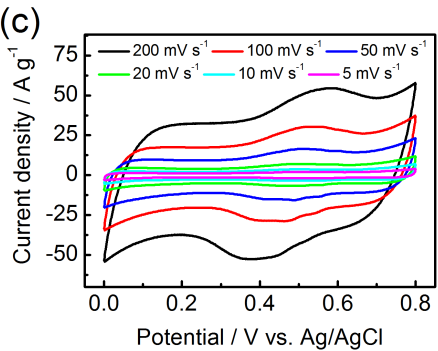 (c)
200 mV s⁻¹ 100 mV s⁻¹ 50 mV s⁻¹
20 mV s⁻¹ 10 mV s⁻¹ 5 mV s⁻¹
75
50
25
0
-25
-50
Current density / A g⁻¹
0.0 0.2 0.4 0.6 0.8
Potential / V vs. Ag/AgCl